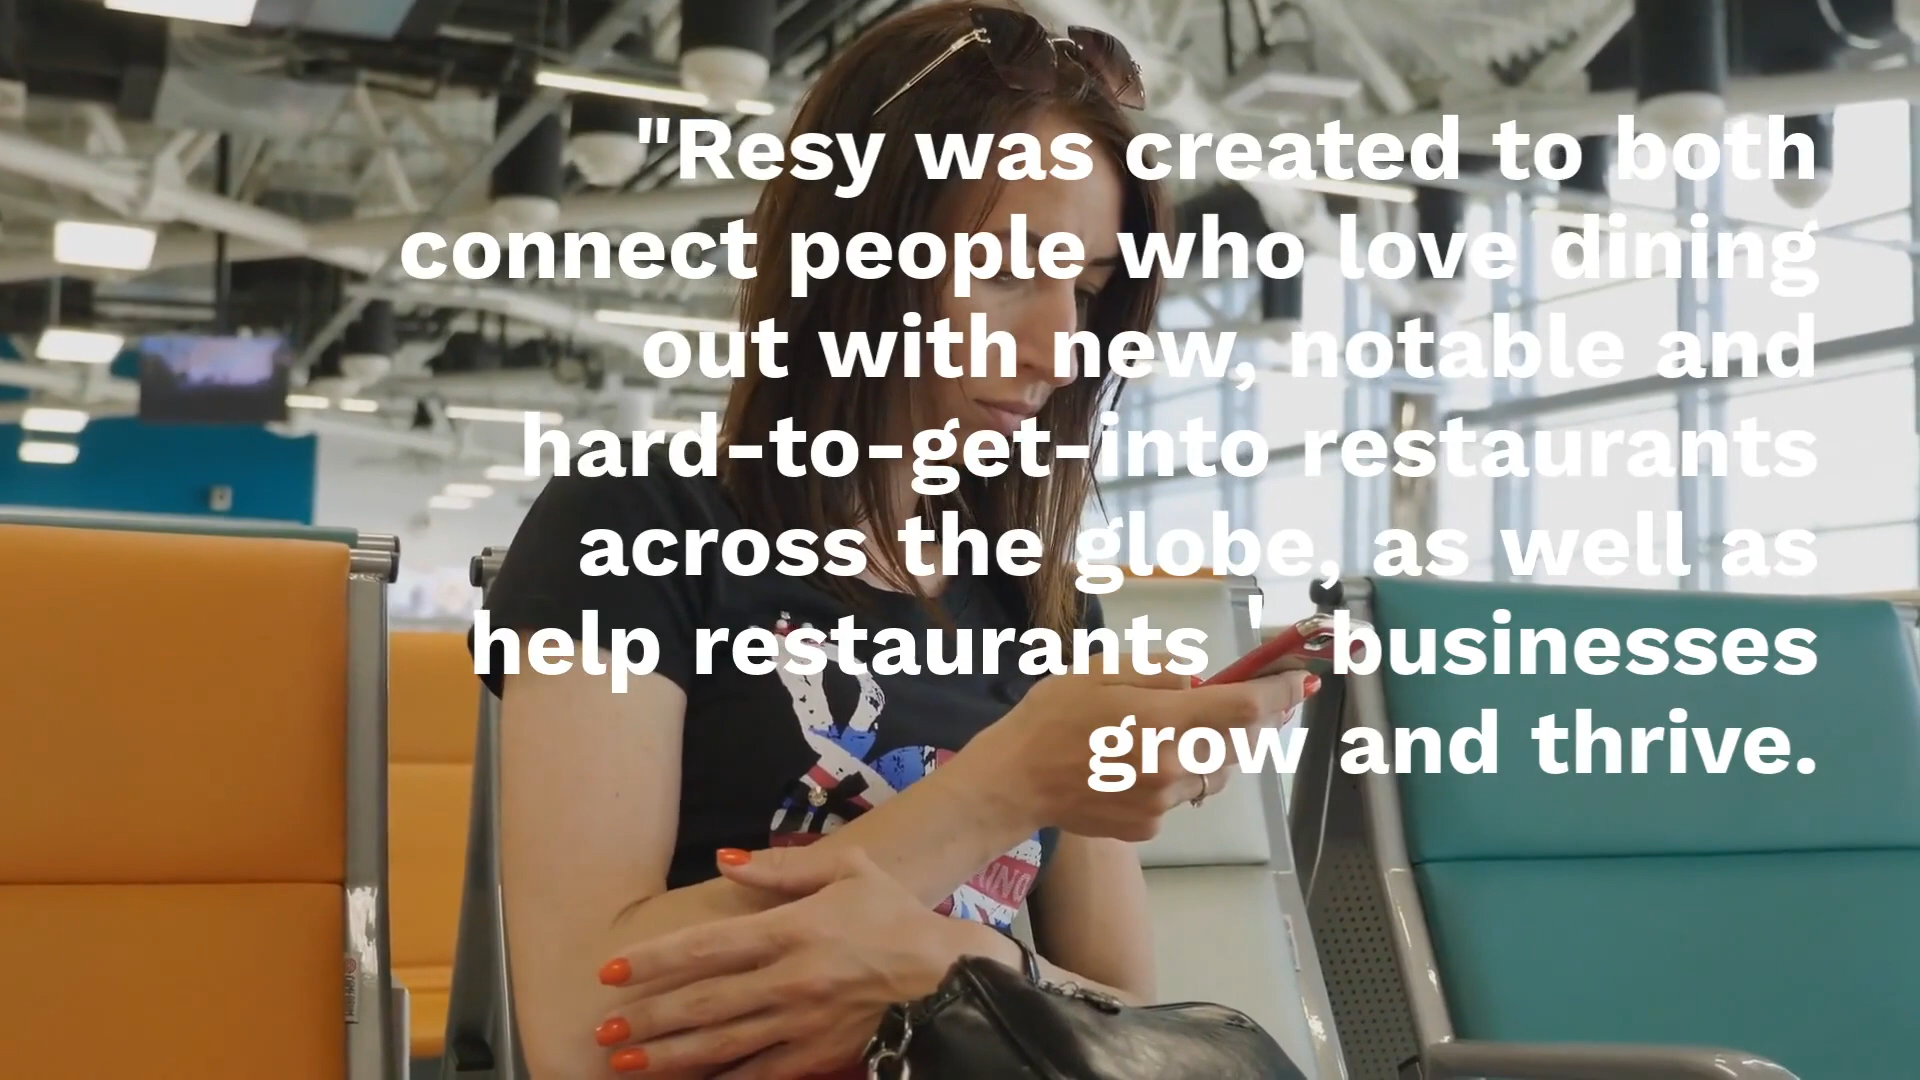 "Resy was created to both
connect people who love dining
out with new, notable and
hard-to-get-into restaurants
across the globe, as well as
help restaurants ' businesses
grow and thrive.